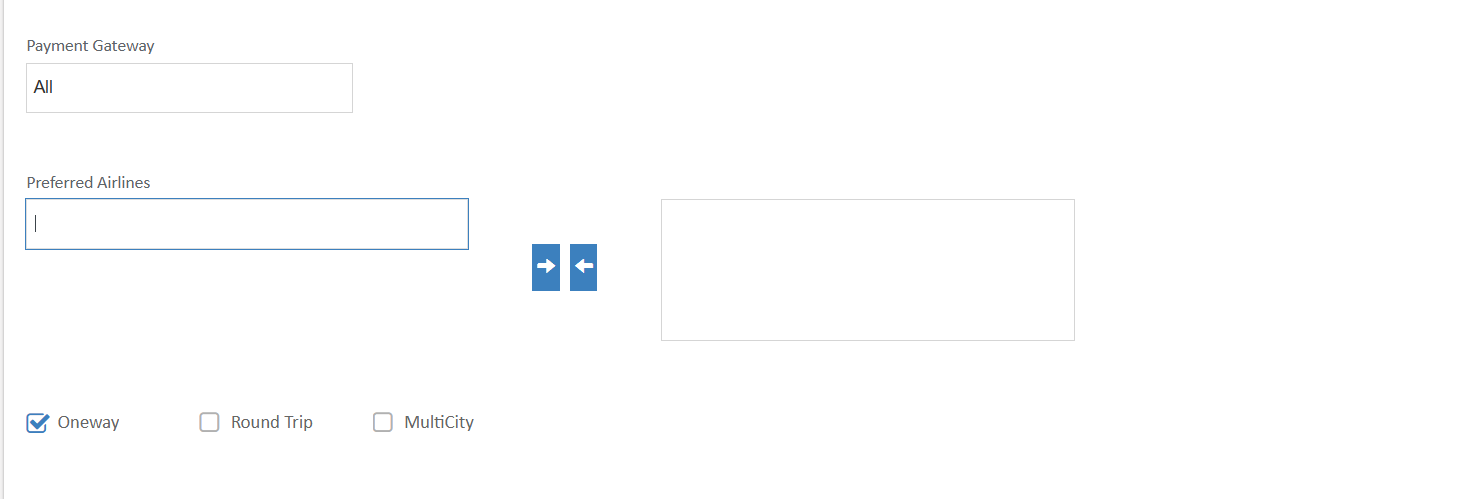 Payment Gateway
All
Preferred Airlines
Oneway Round Trip MultiCity